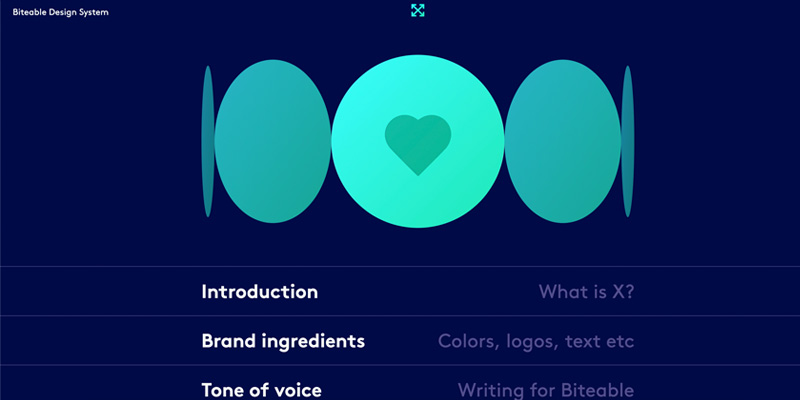 Biteable Design System
Introduction What is X?
Brand ingredients Colors, logos, text etc
Tone of voice Writing for Biteable